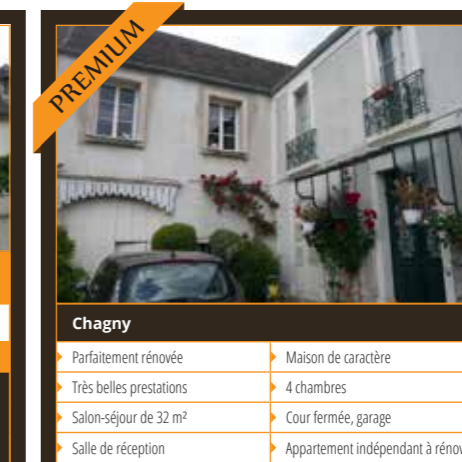 PREMIUM
Chagny
Parfaitement rénovée
Maison de caractère
Très belles prestations
4 chambres
Salon-séjour de 32 m²
Cour fermée, garage
Salle de réception
Appartement indépendant à rénov